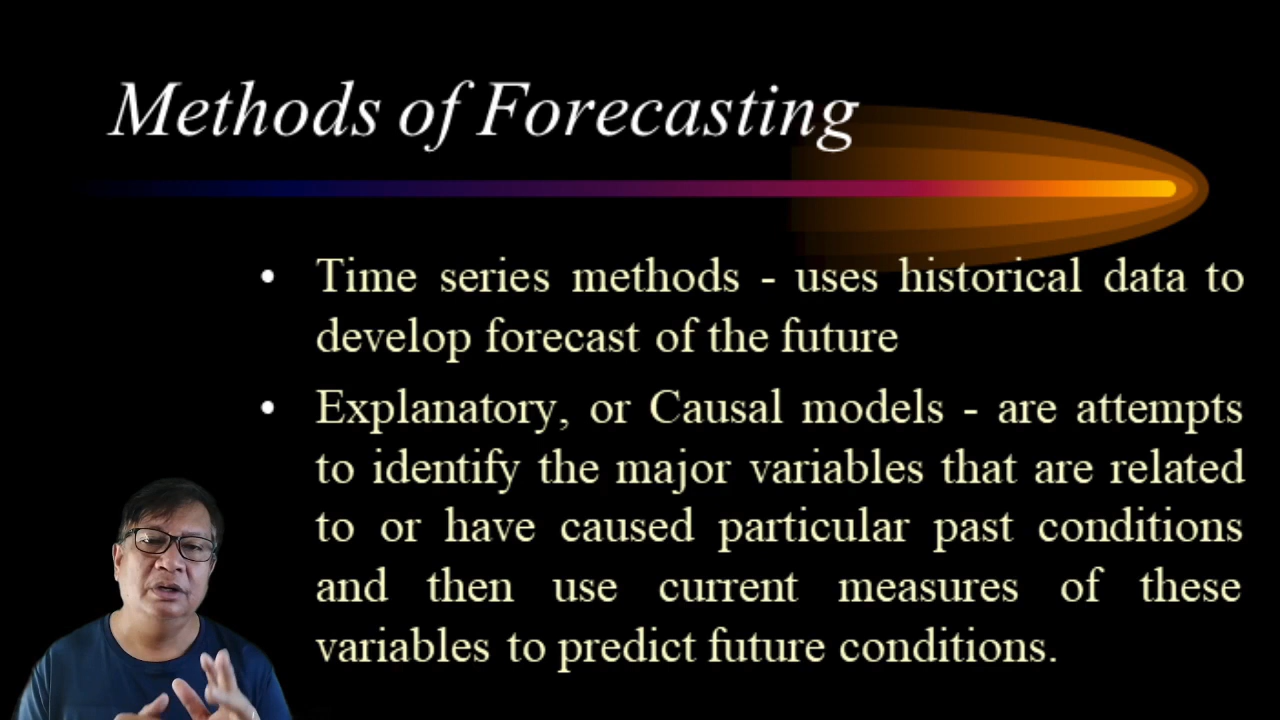 Methods of Forecasting
• Time series methods - uses historical data to
develop forecast of the future
• Explanatory, or Causal models - are attempts
to identify the major variables that are related
to or have caused particular past conditions
and then use current measures of these
variables to predict future conditions.